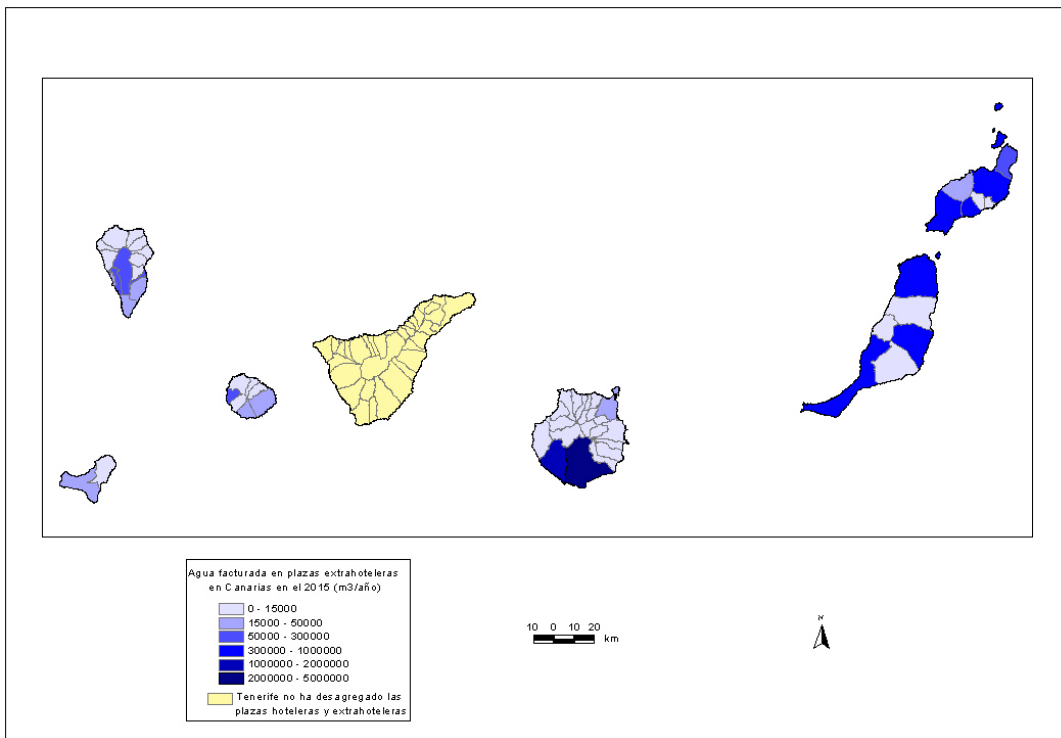 Agua facturada en plazas extrahoteleras
en Canarias en el 2015 (m3/año)
0 - 15000
15000 - 50000
50000 - 300000
300000 - 1000000
1000000 - 2000000
2000000 - 5000000
Tenerife no ha desagregado las
plazas hoteleras y extrahoteleras
10 0 10 20 km
N